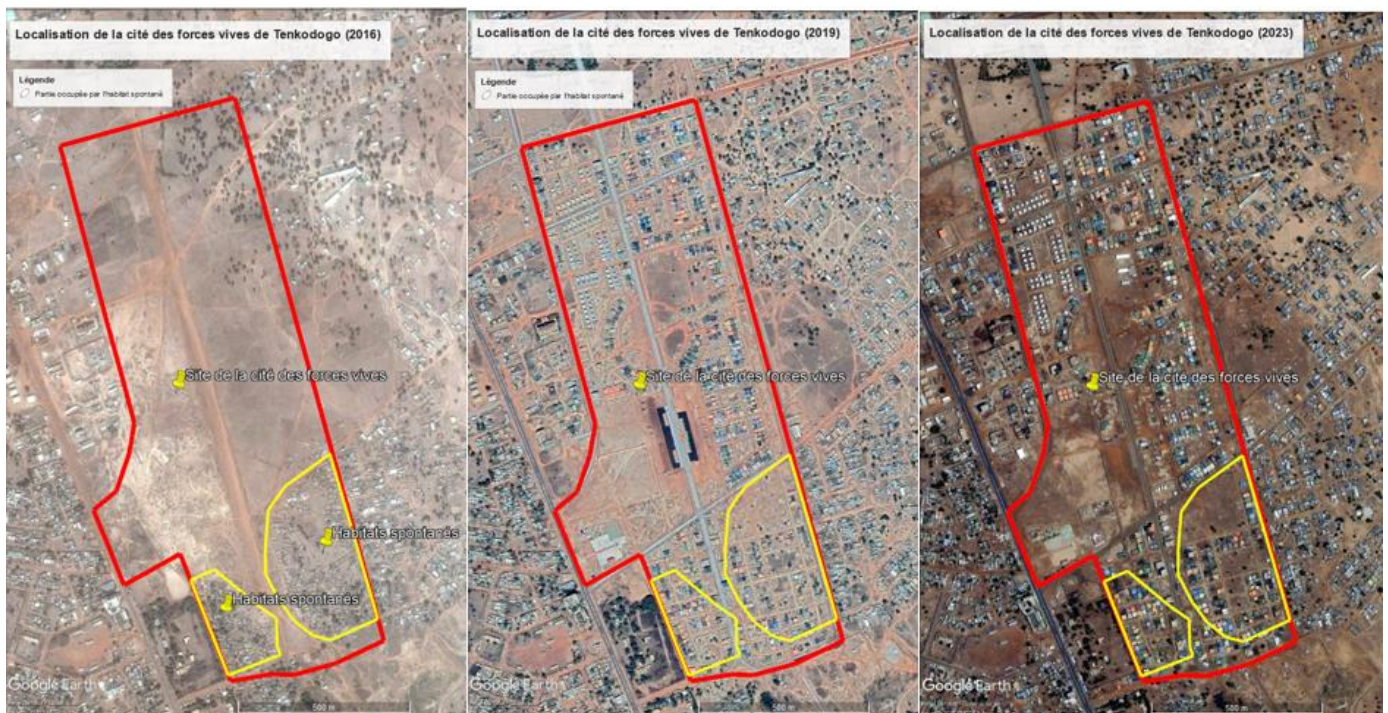 Localisation de la cité des forces vives de Tenkodogo (2016)
Légende
Partie occupée par l'habitat spontané
Site de la cité des forces vives
Habitats spontanés
Habitats spontanés
Google Earth
500 m
Localisation de la cité des forces vives de Tenkodogo (2019)
Légende
Partie occupée par l'habitat spontané
Site de la cité des forces vives
Google Earth
500 m
Localisation de la cité des forces vives de Tenkodogo (2023)
Site de la cité des forces vives
Google Earth
500 m